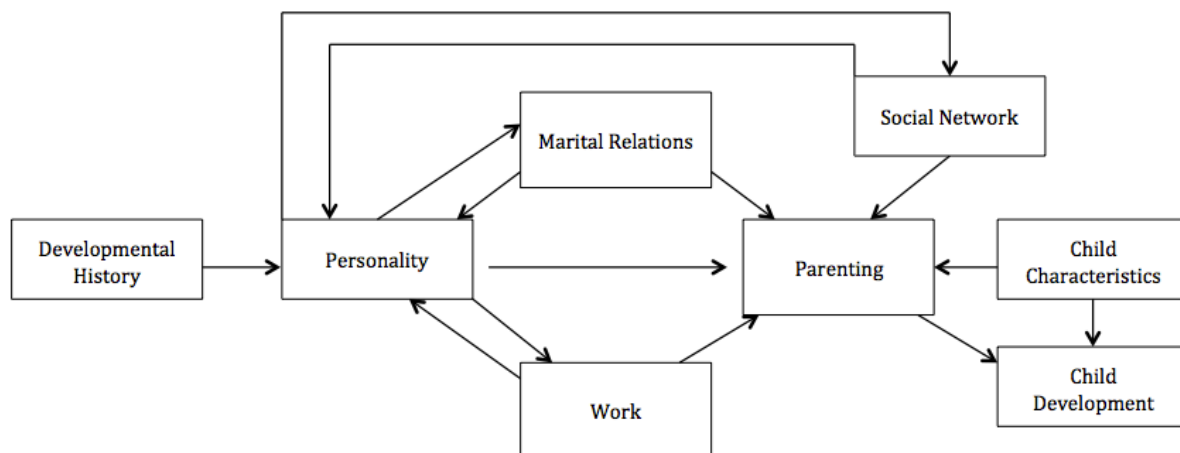 Social Network
Marital Relations
Developmental
History
Personality
Parenting
Child
Characteristics
Work
Child
Development